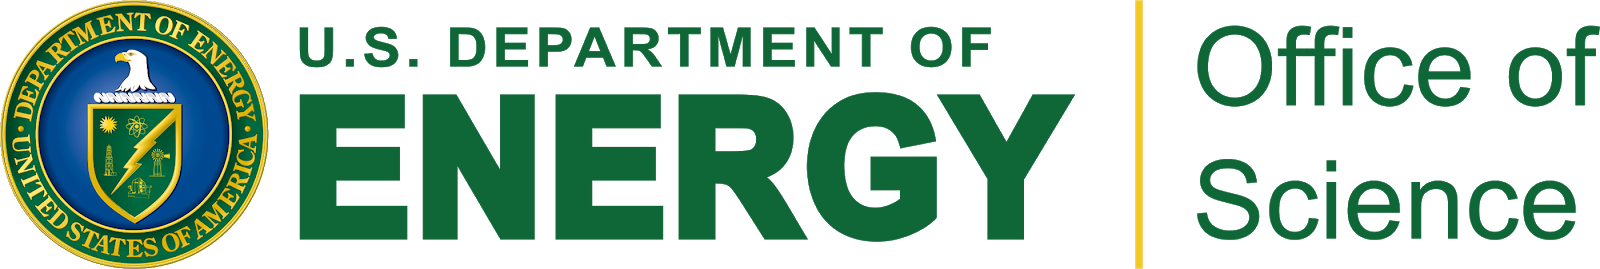 DEPARTMENT OF ENERGY
UNITED STATES OF AMERICA
U.S. DEPARTMENT OF
ENERGY
Office of
Science